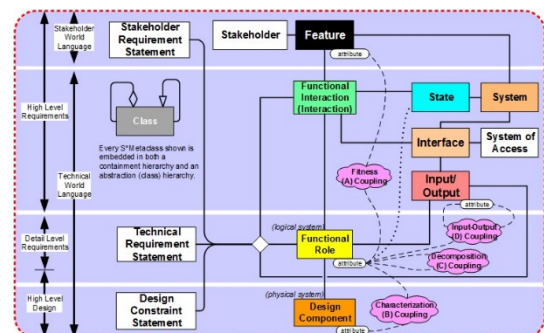 Stakeholder
World
Language
High Level
Requirements
Technical
World
Language
Detail Level
Requirements
High Level
Design
Stakeholder
Requirement
Statement
Stakeholder
Feature
attribute
Class
Every S*Metaclass shown is
embedded in both a
containment hierarchy and an
abstraction (class) hierarchy.
Functional
Interaction
(Interaction)
State
System
Interface
System of
Access
Input/
Output
attribute
Fitness
(A) Coupling
Technical
Requirement
Statement
(logical system)
Functional
Role
attribute
Input-Output
(D) Coupling
Decomposition
(C) Coupling
Design
Constraint
Statement
(physical system)
Design
Component
attribute
Characterization
(B) Coupling